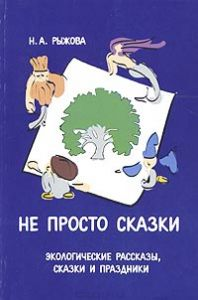 Н. А. РЫЖОВА
НЕ ПРОСТО СКАЗКИ
ЭКОЛОГИЧЕСКИЕ РАССКАЗЫ,
СКАЗКИ И ПРАЗДНИКИ